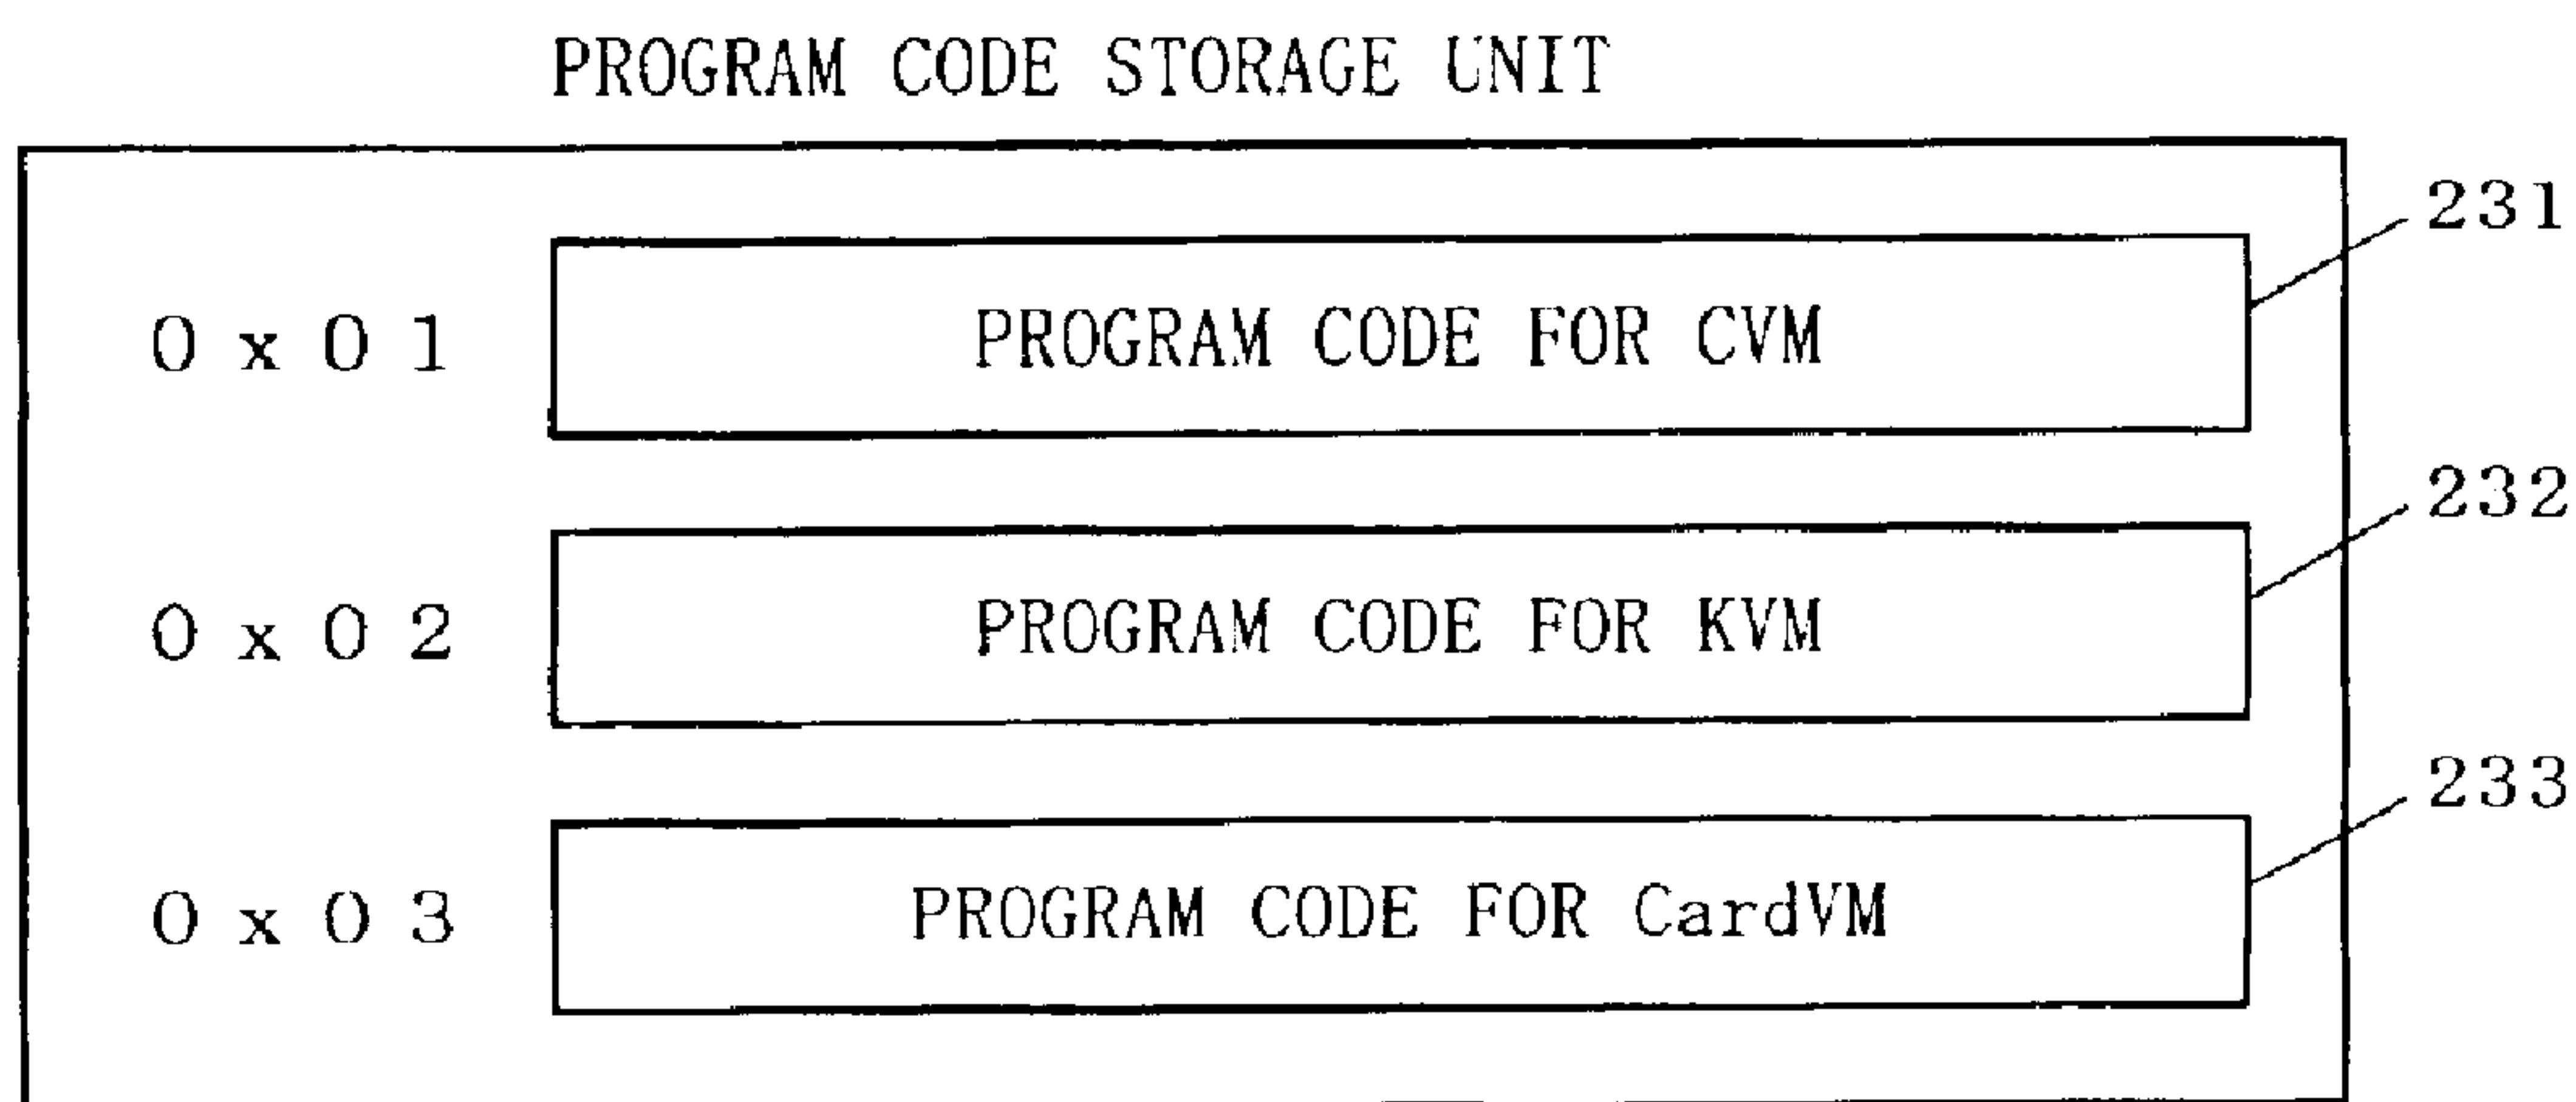 PROGRAM CODE STORAGE UNIT
231
0x01 PROGRAM CODE FOR CVM
232
0x02 PROGRAM CODE FOR KVM
233
0x03 PROGRAM CODE FOR CardVM